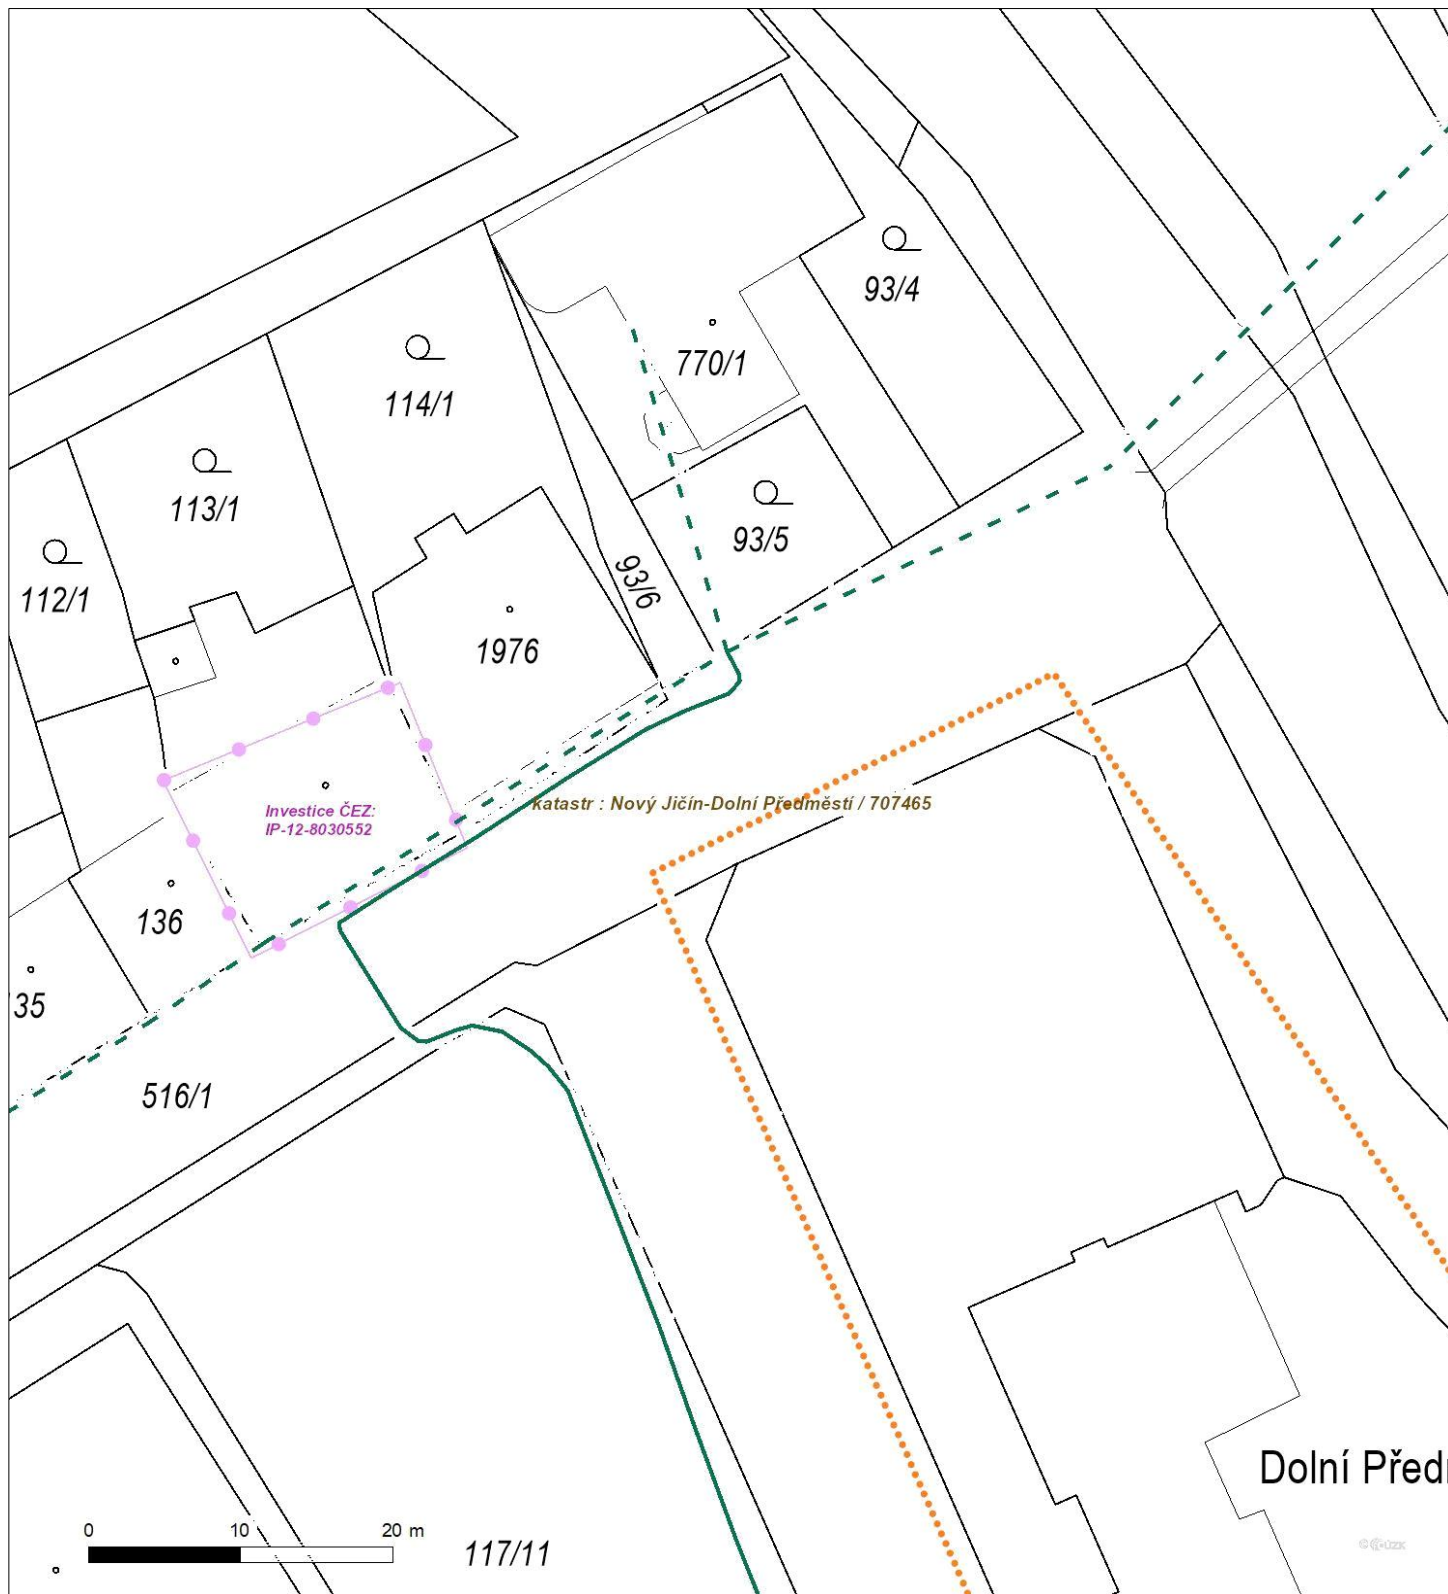 93/4
770/1
114/1
113/1
93/5
93/6
112/1
1976
katastr : Nový Jičín-Dolní Předměstí / 707465
Investice ČEZ:
IP-12-8030552
136
35
516/1
Dolní Předm
0 10 20 m
117/11